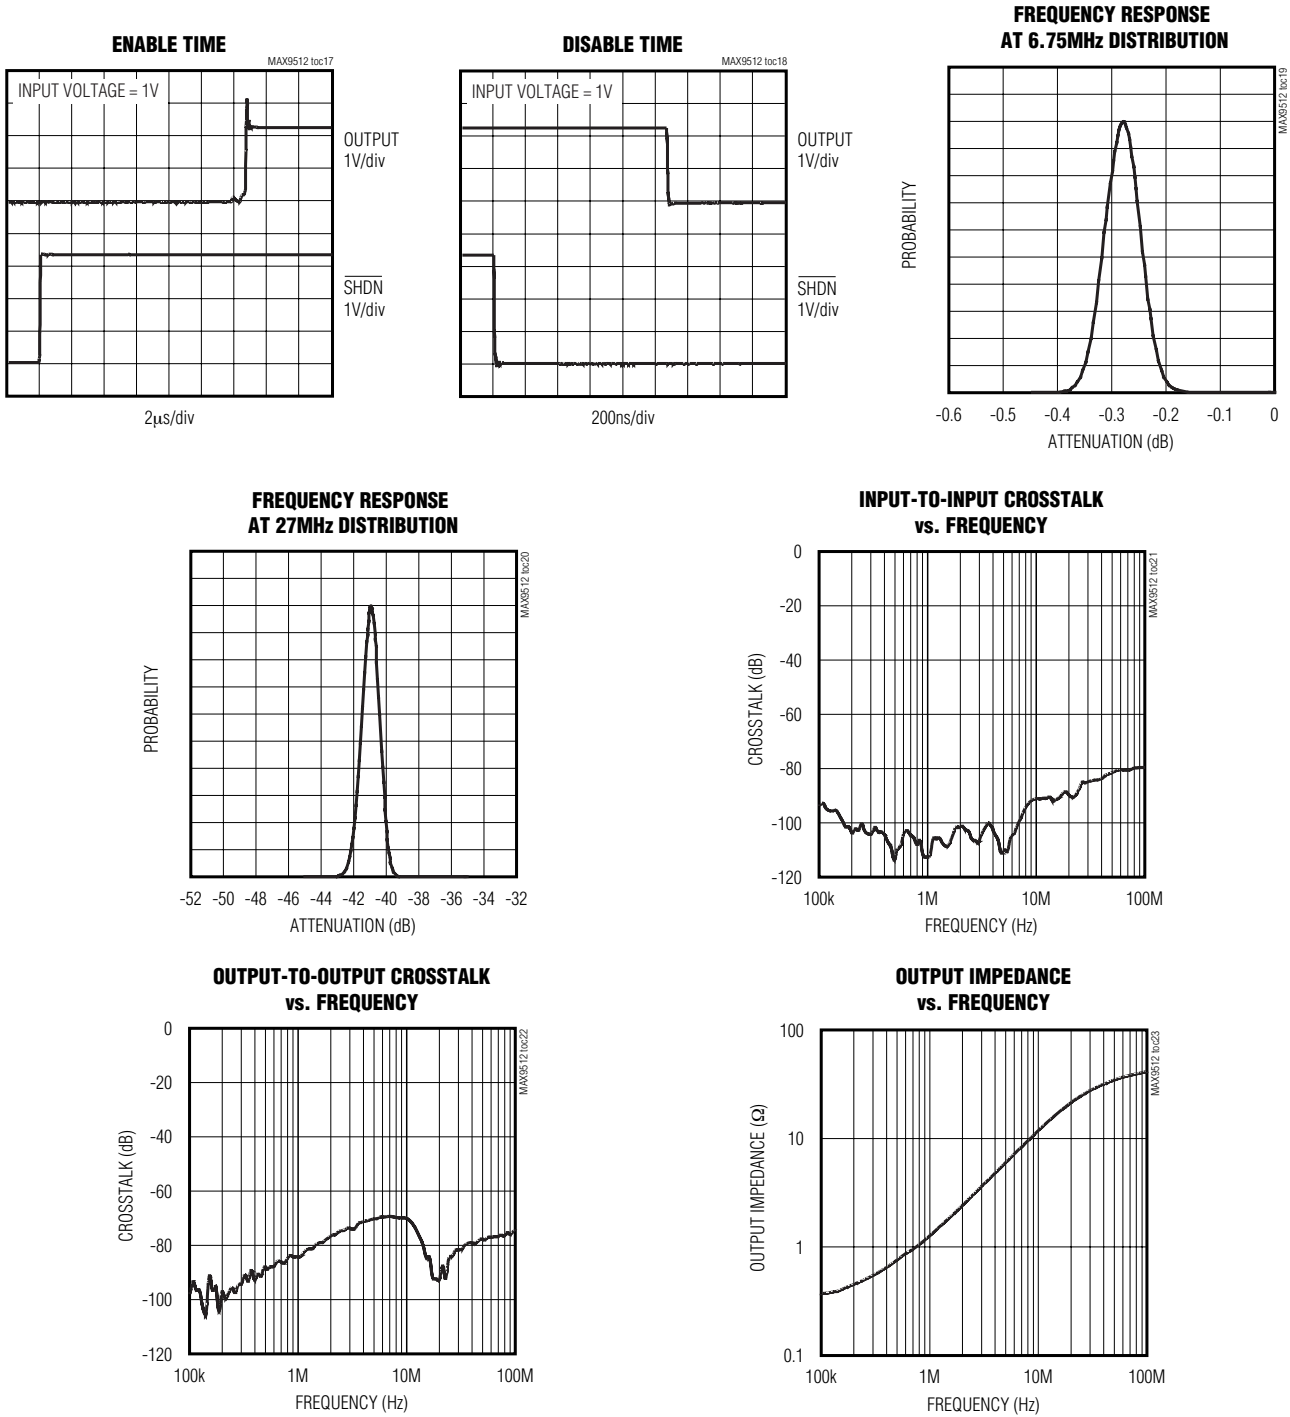 ENABLE TIME
MAX9512 toc17
INPUT VOLTAGE = 1V
OUTPUT
1V/div
SHDN
1V/div
2μs/div
DISABLE TIME
MAX9512 toc18
INPUT VOLTAGE = 1V
OUTPUT
1V/div
SHDN
1V/div
200ns/div
FREQUENCY RESPONSE
AT 6.75MHz DISTRIBUTION
MAX9512 toc19
PROBABILITY
-0.6 -0.5 -0.4 -0.3 -0.2 -0.1 0
ATTENUATION (dB)
FREQUENCY RESPONSE
AT 27MHz DISTRIBUTION
MAX9512 toc20
PROBABILITY
-52 -50 -48 -46 -44 -42 -40 -38 -36 -34 -32
ATTENUATION (dB)
INPUT-TO-INPUT CROSSTALK
vs. FREQUENCY
MAX9512 toc21
CROSSTALK (dB)
0
-20
-40
-60
-80
-100
-120
100k 1M 10M 100M
FREQUENCY (Hz)
OUTPUT-TO-OUTPUT CROSSTALK
vs. FREQUENCY
MAX9512 toc22
CROSSTALK (dB)
0
-20
-40
-60
-80
-100
-120
100k 1M 10M 100M
FREQUENCY (Hz)
OUTPUT IMPEDANCE
vs. FREQUENCY
MAX9512 toc23
OUTPUT IMPEDANCE (Ω)
100
10
1
0.1
100k 1M 10M 100M
FREQUENCY (Hz)